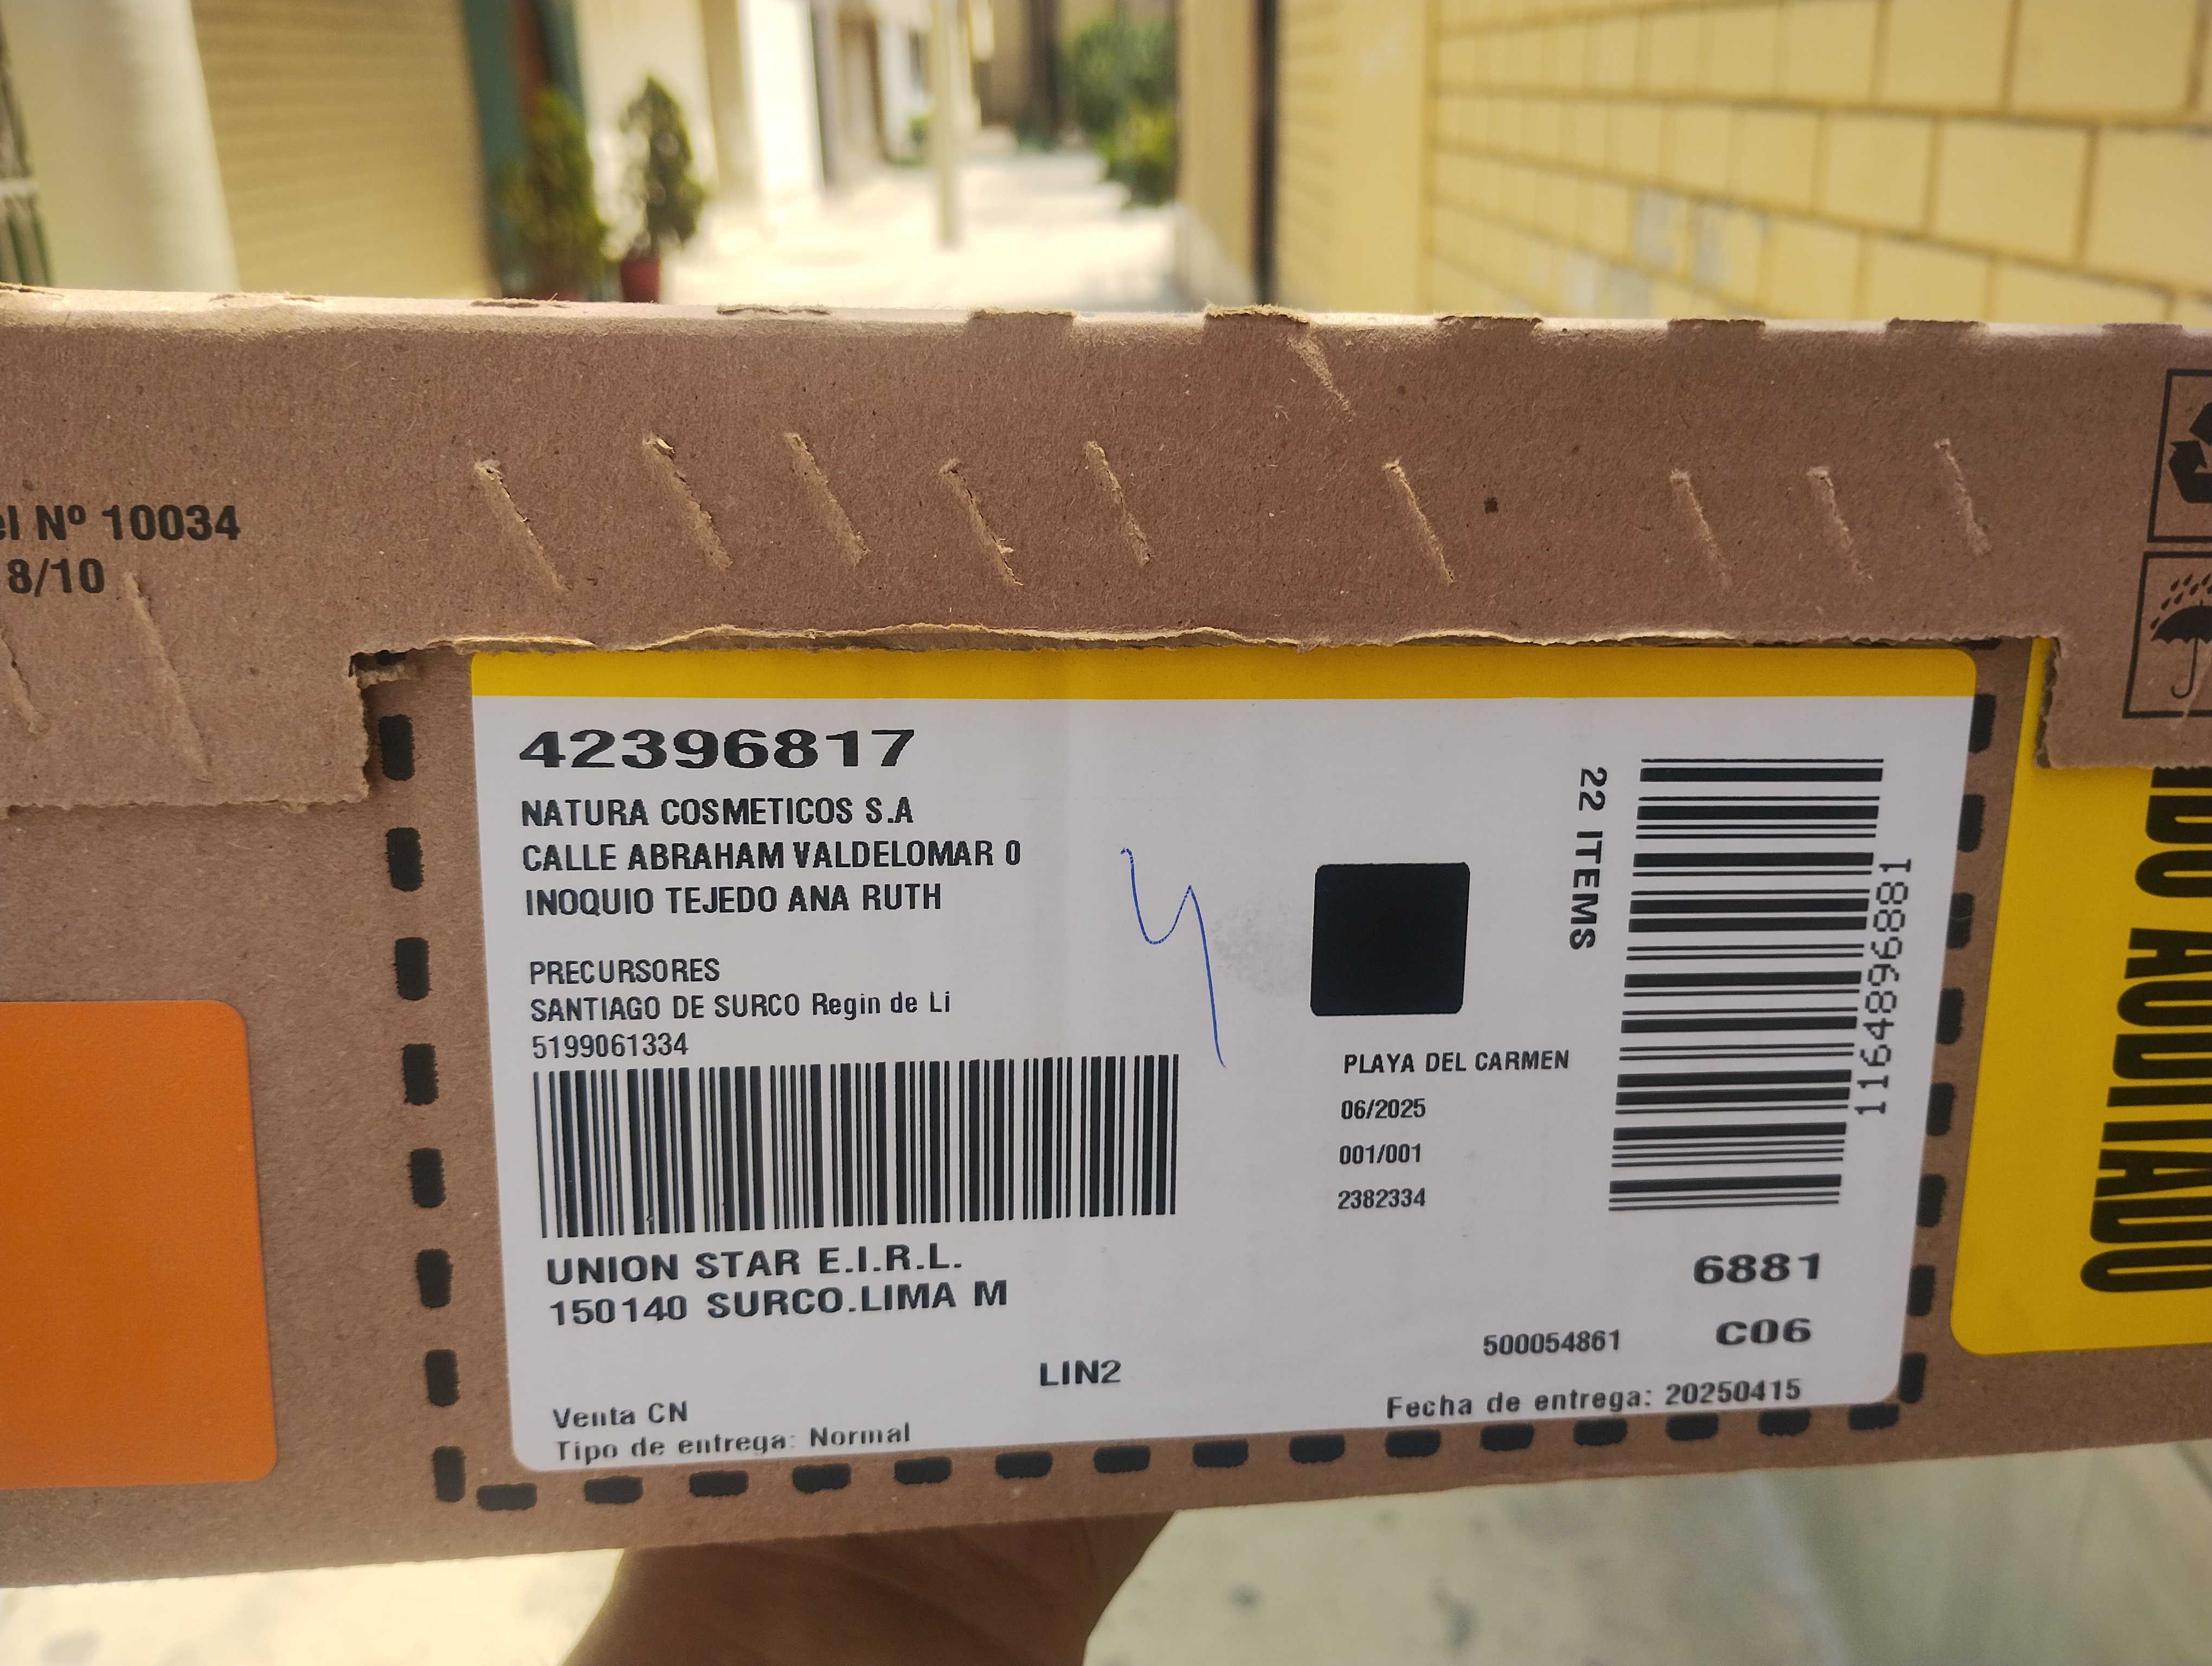 Nº 10034
8/10
42396817
NATURA COSMETICOS S.A
CALLE ABRAHAM VALDELOMAR 0
INOQUIO TEJEDO ANA RUTH
PRECURSORES
SANTIAGO DE SURCO Regin de Li
5199061334
UNION STAR E.I.R.L.
150140 SURCO.LIMA M
LIN2
Venta CN
Tipo de entrega: Normal
22 ITEMS
1164896881
PLAYA DEL CARMEN
06/2025
001/001
2382334
6881
C06
500054861
Fecha de entrega: 20250415
AUDITADO